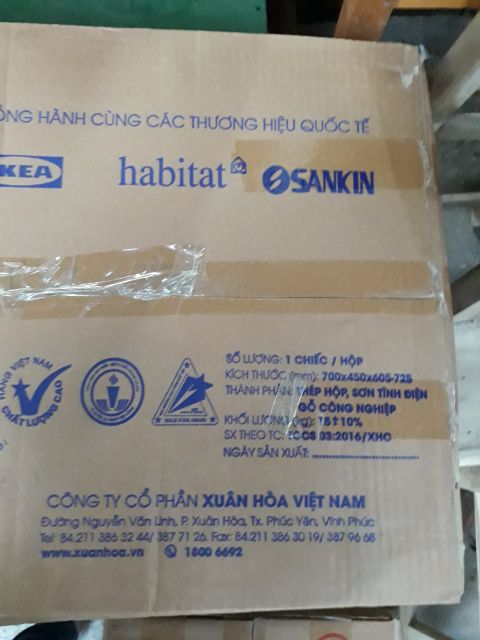 ỒNG HÀNH CÙNG CÁC THƯƠNG HIỆU QUỐC TẾ
KEA habitat SANKIN
HÀNG VIỆT NAM
CHẤT LƯỢNG CAO
SỐ LƯỢNG: 1 CHIẾC / HỘP
KÍCH THƯỚC (mm): 700x450x605-725
THÀNH PHẦN: THÉP HỘP, SƠN TĨNH ĐIỆN
GỖ CÔNG NGHIỆP
KHỐI LƯỢNG (kg): 18±10%
SX THEO TC: TCCS 03:2016/XHC
NGÀY SẢN XUẤT:
CÔNG TY CỔ PHẦN XUÂN HÒA VIỆT NAM
Đường Nguyễn Văn Linh, P. Xuân Hòa, Tx. Phúc Yên, Vĩnh Phúc
Tel: 84.211 386 32 44/ 387 71 26. Fax: 84.211 386 30 19/ 387 96 68
www.xuanhoa.vn 1800 6692